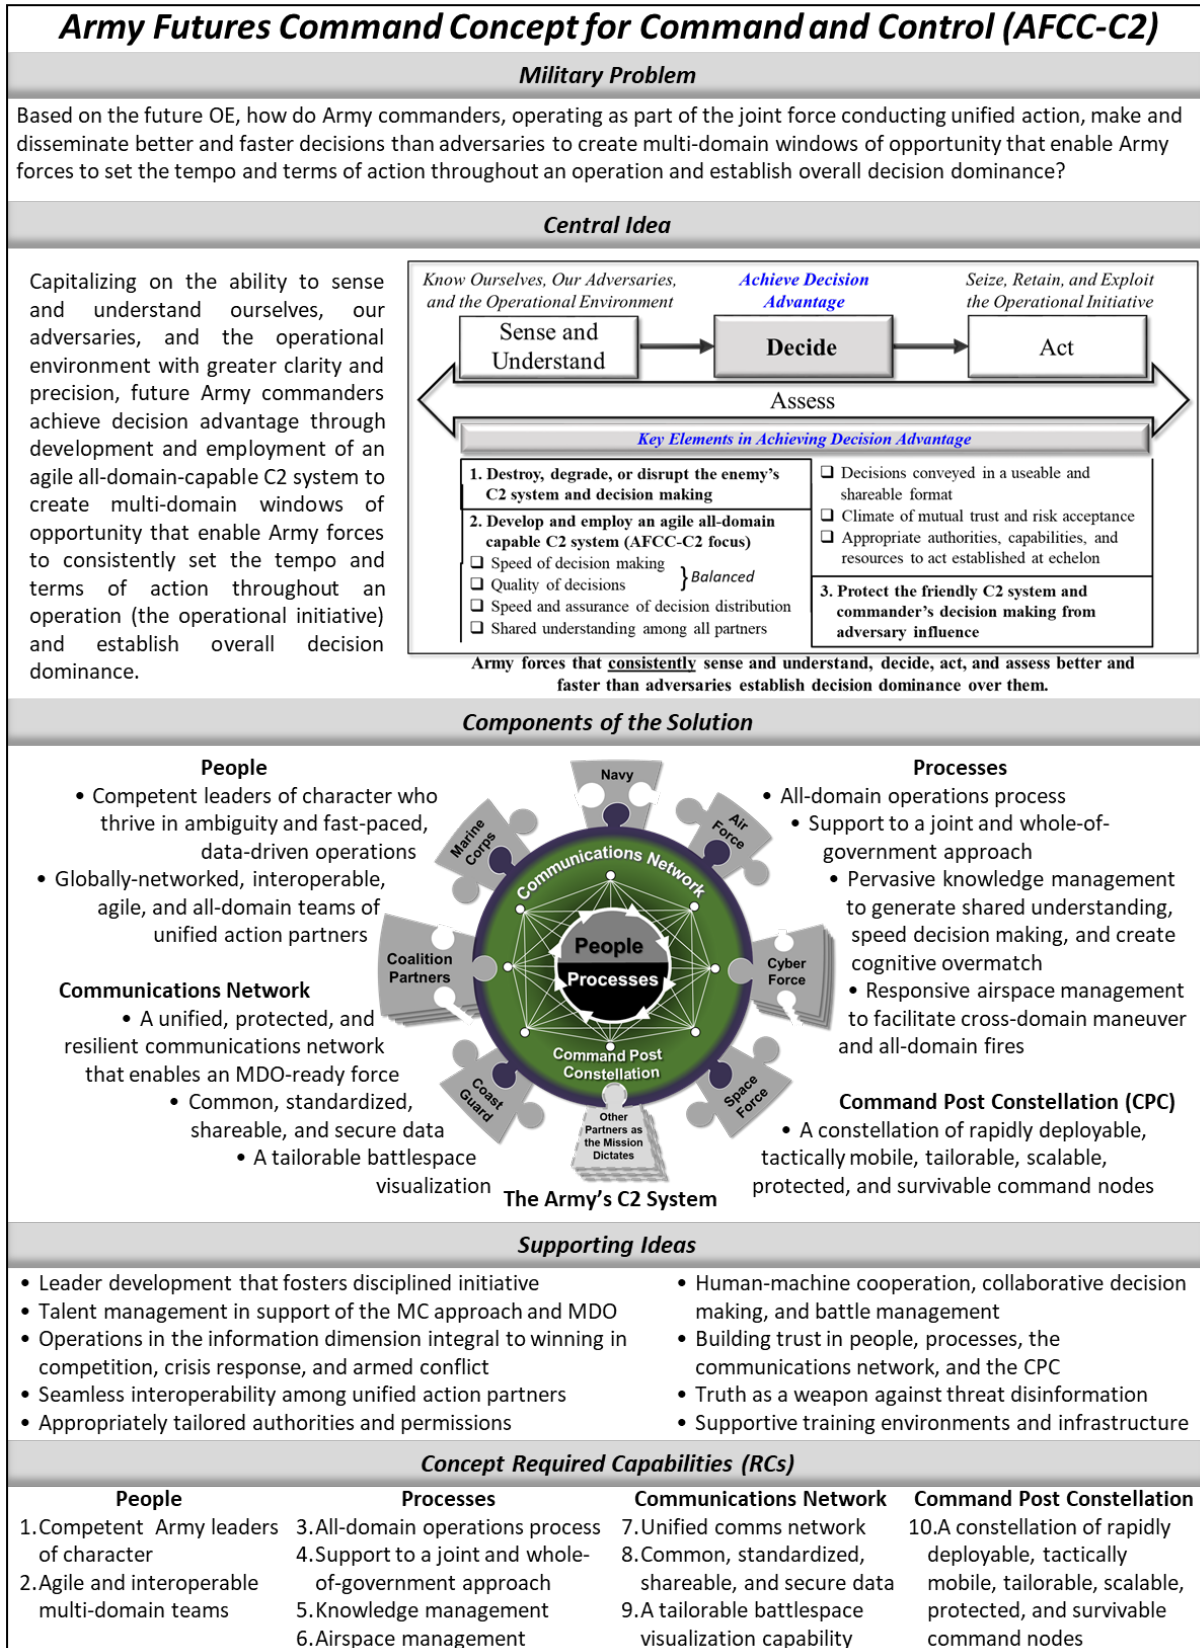 Army Futures Command Concept for Command and Control (AFCC-C2)
Military Problem
Based on the future OE, how do Army commanders, operating as part of the joint force conducting unified action, make and
disseminate better and faster decisions than adversaries to create multi-domain windows of opportunity that enable Army
forces to set the tempo and terms of action throughout an operation and establish overall decision dominance?
Central Idea
Capitalizing on the ability to sense
and understand ourselves, our
adversaries, and the operational
environment with greater clarity and
precision, future Army commanders
achieve decision advantage through
development and employment of an
agile all-domain-capable C2 system to
create multi-domain windows of
opportunity that enable Army forces
to consistently set the tempo and
terms of action throughout an
operation (the operational initiative)
and establish overall decision
dominance.
Know Ourselves, Our Adversaries,
and the Operational Environment
Achieve Decision
Advantage
Seize, Retain, and Exploit
the Operational Initiative
Sense and
Understand
Decide
Act
Assess
Key Elements in Achieving Decision Advantage
1. Destroy, degrade, or disrupt the enemy's
C2 system and decision making
2. Develop and employ an agile all-domain
capable C2 system (AFCC-C2 focus)
❑ Speed of decision making
❑ Quality of decisions
} Balanced
❑ Speed and assurance of decision distribution
❑ Shared understanding among all partners
❑ Decisions conveyed in a useable and
shareable format
❑ Climate of mutual trust and risk acceptance
❑ Appropriate authorities, capabilities, and
resources to act established at echelon
3. Protect the friendly C2 system and
commander's decision making from
adversary influence
Army forces that consistently sense and understand, decide, act, and assess better and
faster than adversaries establish decision dominance over them.
Components of the Solution
People
• Competent leaders of character who
thrive in ambiguity and fast-paced,
data-driven operations
• Globally-networked, interoperable,
agile, and all-domain teams of
unified action partners
Communications Network
• A unified, protected, and
resilient communications network
that enables an MDO-ready force
• Common, standardized,
shareable, and secure data
• A tailorable battlespace
visualization
Navy
Air
Force
Cyber
Force
Space
Force
Other
Partners as
the Mission
Dictates
Coast
Guard
Coalition
Partners
Marine
Corps
Communications Network
People
Processes
Command Post
Constellation
The Army's C2 System
Processes
• All-domain operations process
• Support to a joint and whole-of-
government approach
• Pervasive knowledge management
to generate shared understanding,
speed decision making, and create
cognitive overmatch
• Responsive airspace management
to facilitate cross-domain maneuver
and all-domain fires
Command Post Constellation (CPC)
• A constellation of rapidly deployable,
tactically mobile, tailorable, scalable,
protected, and survivable command nodes
Supporting Ideas
• Leader development that fosters disciplined initiative
• Talent management in support of the MC approach and MDO
• Operations in the information dimension integral to winning in
competition, crisis response, and armed conflict
• Seamless interoperability among unified action partners
• Appropriately tailored authorities and permissions
• Human-machine cooperation, collaborative decision
making, and battle management
• Building trust in people, processes, the
communications network, and the CPC
• Truth as a weapon against threat disinformation
• Supportive training environments and infrastructure
Concept Required Capabilities (RCs)
People
1.Competent Army leaders
of character
2.Agile and interoperable
multi-domain teams
Processes
3.All-domain operations process
4.Support to a joint and whole-
of-government approach
5.Knowledge management
6.Airspace management
Communications Network
7.Unified comms network
8.Common, standardized,
shareable, and secure data
9.A tailorable battlespace
visualization capability
Command Post Constellation
10.A constellation of rapidly
deployable, tactically
mobile, tailorable, scalable,
protected, and survivable
command nodes